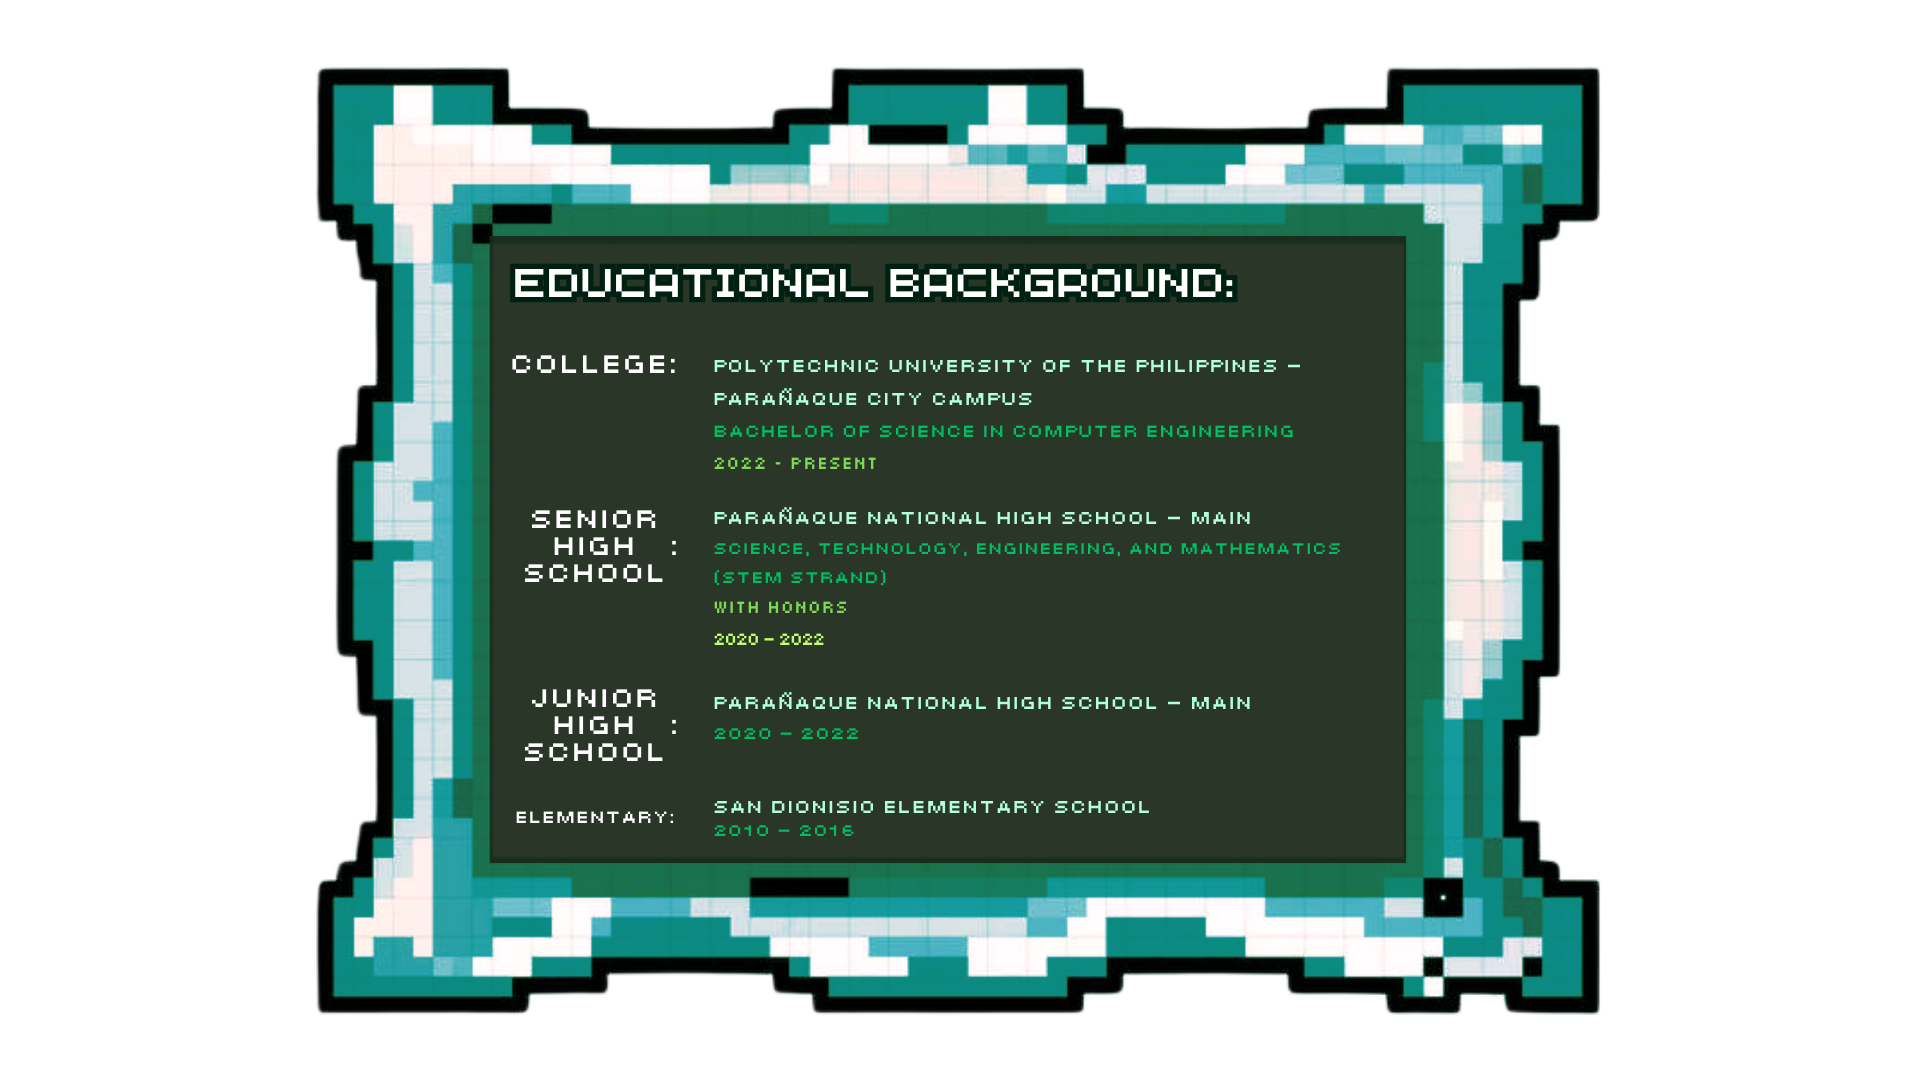 EDUCATIONAL BACKGROUND:
COLLEGE:
POLYTECHNIC UNIVERSITY OF THE PHILIPPINES –
PARAÑAQUE CITY CAMPUS
BACHELOR OF SCIENCE IN COMPUTER ENGINEERING
2022 - PRESENT
SENIOR
HIGH :
SCHOOL
PARAÑAQUE NATIONAL HIGH SCHOOL – MAIN
SCIENCE, TECHNOLOGY, ENGINEERING, AND MATHEMATICS
(STEM STRAND)
WITH HONORS
2020 – 2022
JUNIOR
HIGH :
SCHOOL
PARAÑAQUE NATIONAL HIGH SCHOOL – MAIN
2020 – 2022
ELEMENTARY:
SAN DIONISIO ELEMENTARY SCHOOL
2010 – 2016